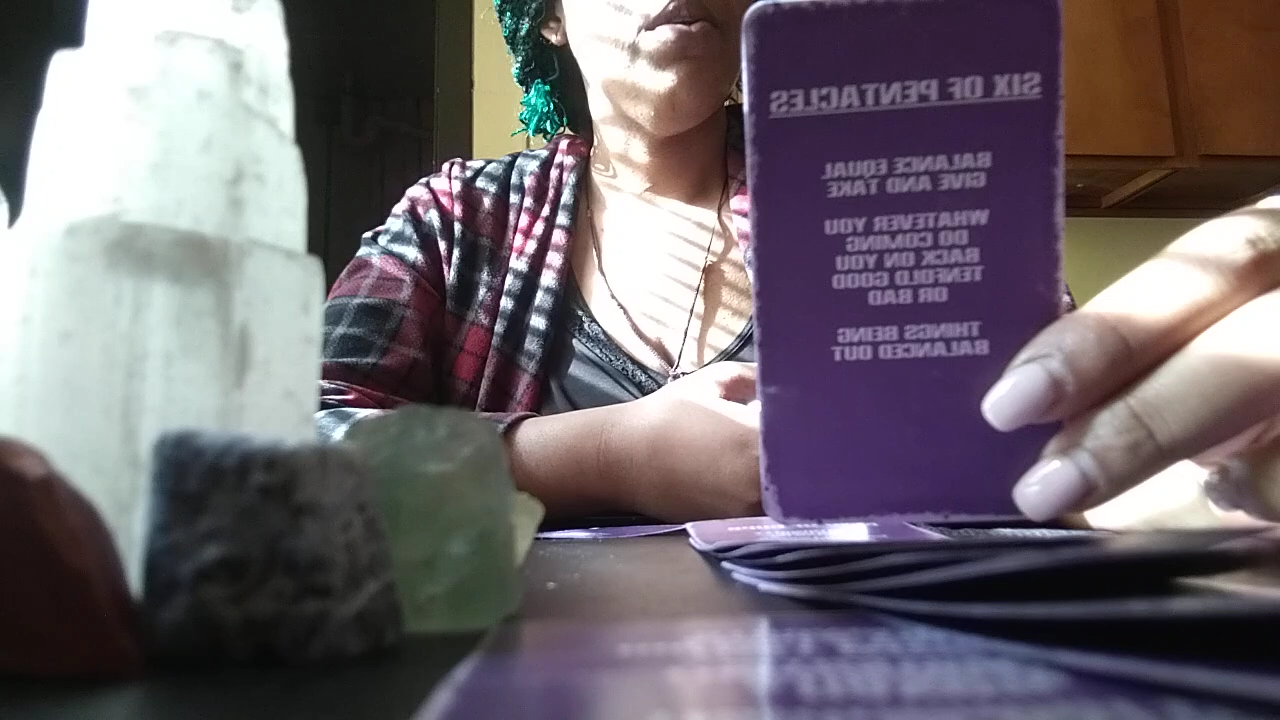 SIX OF PENTACLES
BALANCE EQUAL
GIVE AND TAKE
WHATEVER YOU
DO COMING
BACK ON YOU
TENFOLD GOOD
OR BAD
THINGS BEING
BALANCED OUT